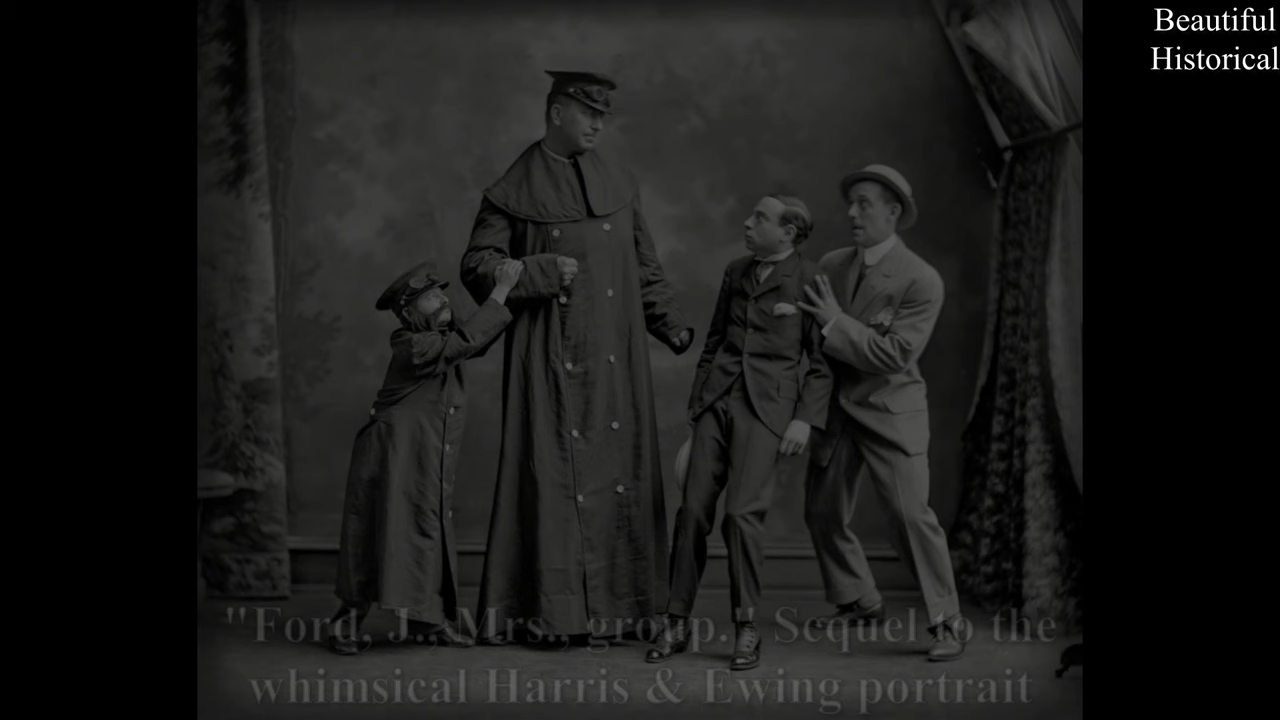 Beautiful
Historical
"Ford, J., Mrs., group." Sequel to the
whimsical Harris & Ewing portrait